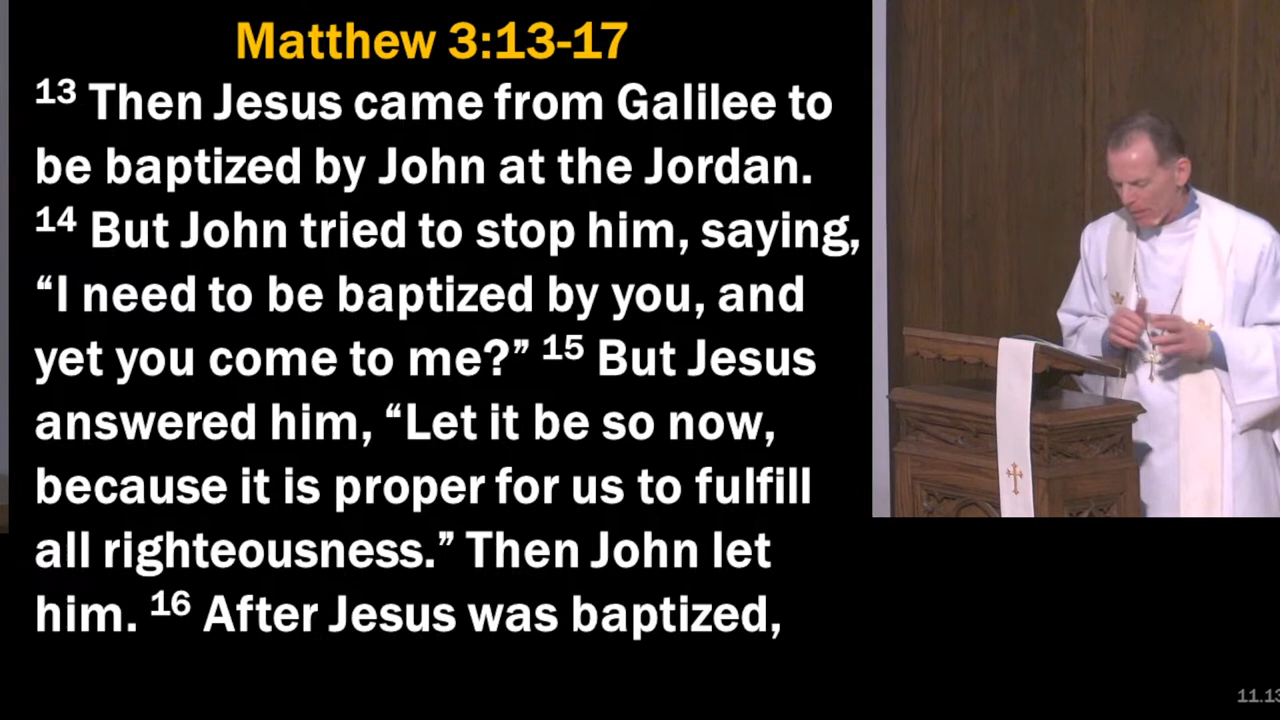 Matthew 3:13-17
13 Then Jesus came from Galilee to
be baptized by John at the Jordan.
14 But John tried to stop him, saying,
“I need to be baptized by you, and
yet you come to me?” 15 But Jesus
answered him, “Let it be so now,
because it is proper for us to fulfill
all righteousness.” Then John let
him. 16 After Jesus was baptized,
11.13